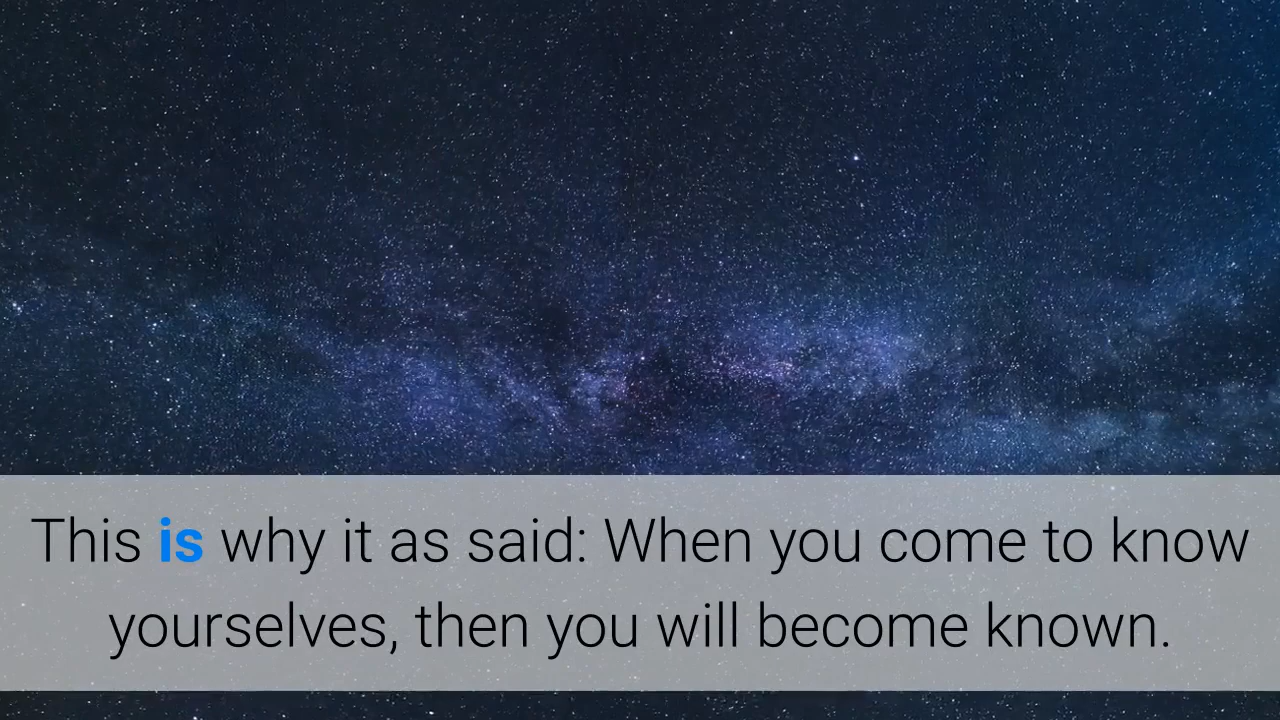 This is why it as said: When you come to know
yourselves, then you will become known.